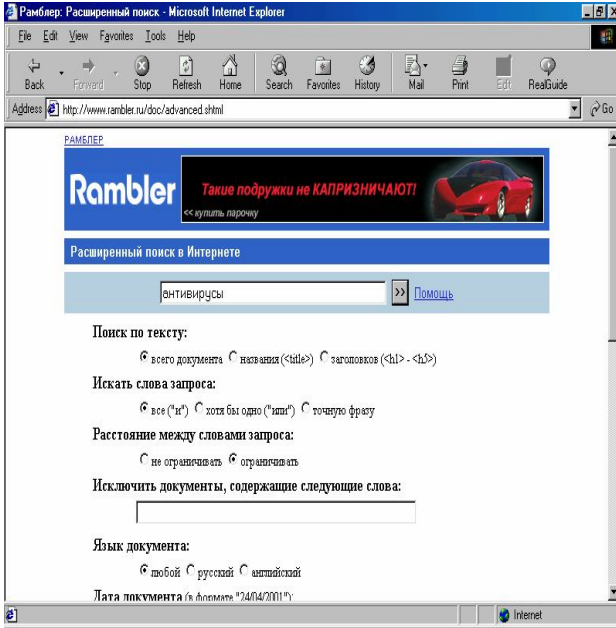 Рамблер: Расширенный поиск - Microsoft Internet Explorer
File Edit View Favorites Tools Help
Back Forward Stop Refresh Home Search Favorites History Mail Print Edit RealGuide
Address http://www.rambler.ru/doc/advanced.shtml Go
РАМБЛЕР
Rambler
Такие подружки не КАПРИЗНИЧАЮТ!
<< купить парочку
Расширенный поиск в Интернете
антивирусы >> Помощь
Поиск по тексту:
всего документа названия (<title>) заголовков (<h1> - <h5>)
Искать слова запроса:
все ("и") хотя бы одно ("или") точную фразу
Расстояние между словами запроса:
не ограничивать ограничивать
Исключить документы, содержащие следующие слова:
Язык документа:
любой русский английский
Дата документа (в формате "24/04/2001"):
Internet